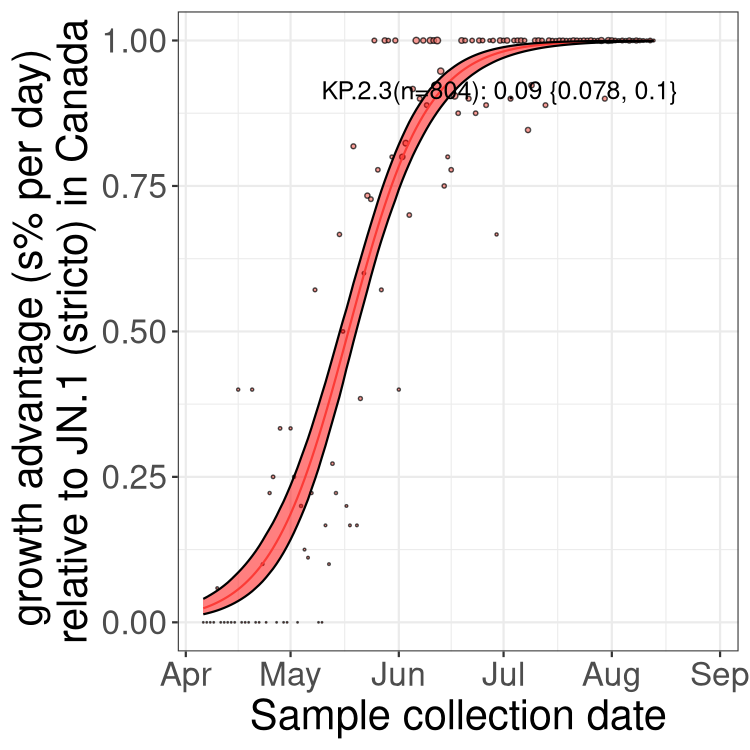 growth advantage (s% per day)
relative to JN.1 (stricto) in Canada
1.00
0.75
0.50
0.25
0.00
KP.2.3(n=804): 0.09 {0.078, 0.1}
Apr May Jun Jul Aug Sep
Sample collection date